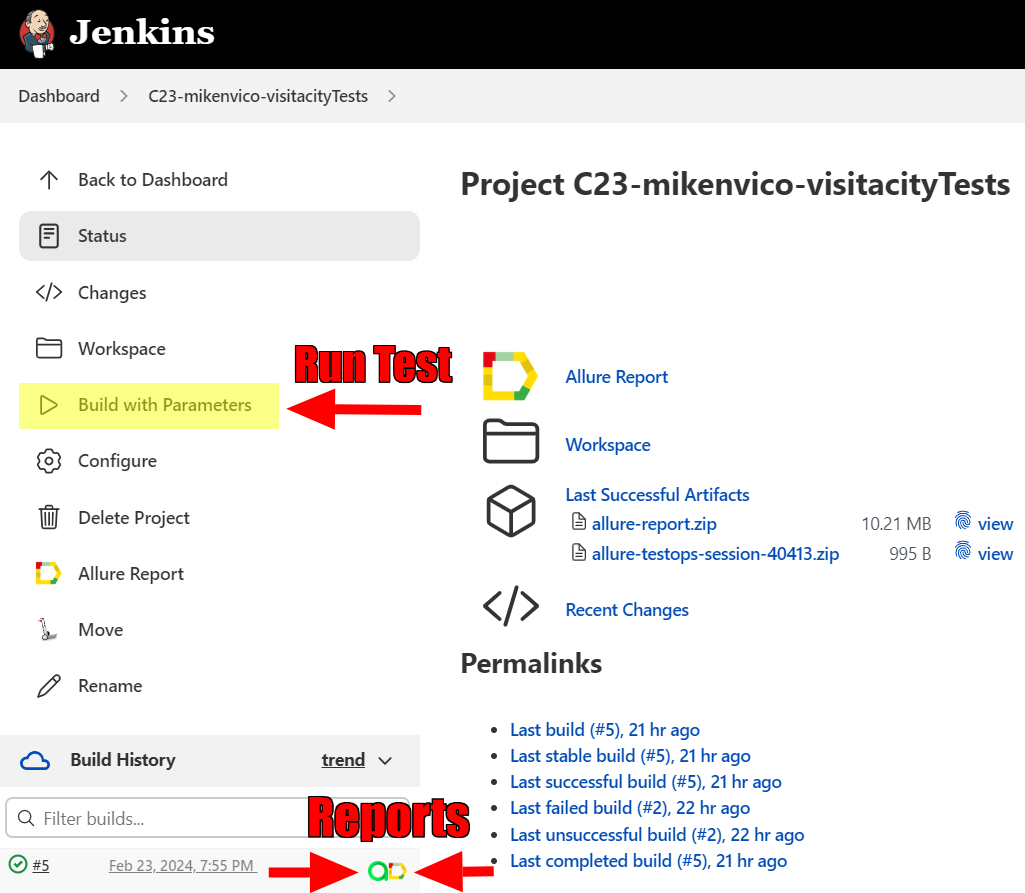 Jenkins
Dashboard > C23-mikenvico-visitacityTests >
Back to Dashboard
Status
Changes
Workspace
Build with Parameters
Configure
Delete Project
Allure Report
Move
Rename
Run Test
Build History
trend
Filter builds...
Reports
#5
Feb 23, 2024, 7:55 PM
Project C23-mikenvico-visitacityTests
Allure Report
Workspace
Last Successful Artifacts
allure-report.zip 10.21 MB view
allure-testops-session-40413.zip 995 B view
Recent Changes
Permalinks
Last build (#5), 21 hr ago
Last stable build (#5), 21 hr ago
Last successful build (#5), 21 hr ago
Last failed build (#2), 22 hr ago
Last unsuccessful build (#2), 22 hr ago
Last completed build (#5), 21 hr ago